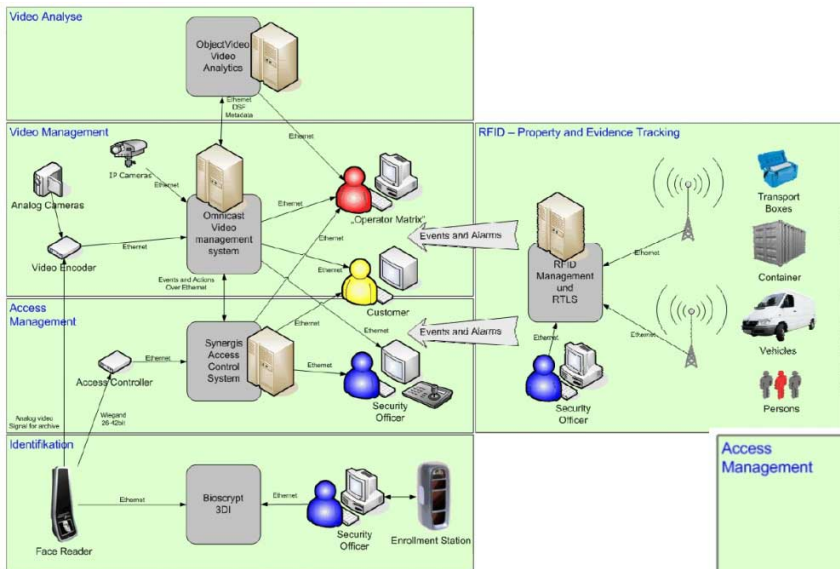 Video Analyse
ObjectVideo
Video
Analytics
Ethernet
DSF
Metadata
Ethernet
Video Management
IP Cameras
Ethernet
Analog Cameras
Omnicast
Video
management
system
Ethernet
Ethernet
Video Encoder
Ethernet
„Operator Matrix"
Events and Actions
Over Ethernet
Ethernet
Customer
Ethernet
Ethernet
Access
Management
Synergis
Access
Control
System
Ethernet
Access Controller
Ethernet
Ethernet
Security
Officer
Analog video
Signal for archive
Wiegand
26-42bit
Identifikation
Face Reader
Ethernet
Bioscrypt
3DI
Ethernet
Security
Officer
Enrollment Station
RFID – Property and Evidence Tracking
Events and Alarms
Events and Alarms
RFID
Management
und
RTLS
Ethernet
Ethernet
Ethernet
Security
Officer
Transport
Boxes
Container
Vehicles
Persons
Access
Management